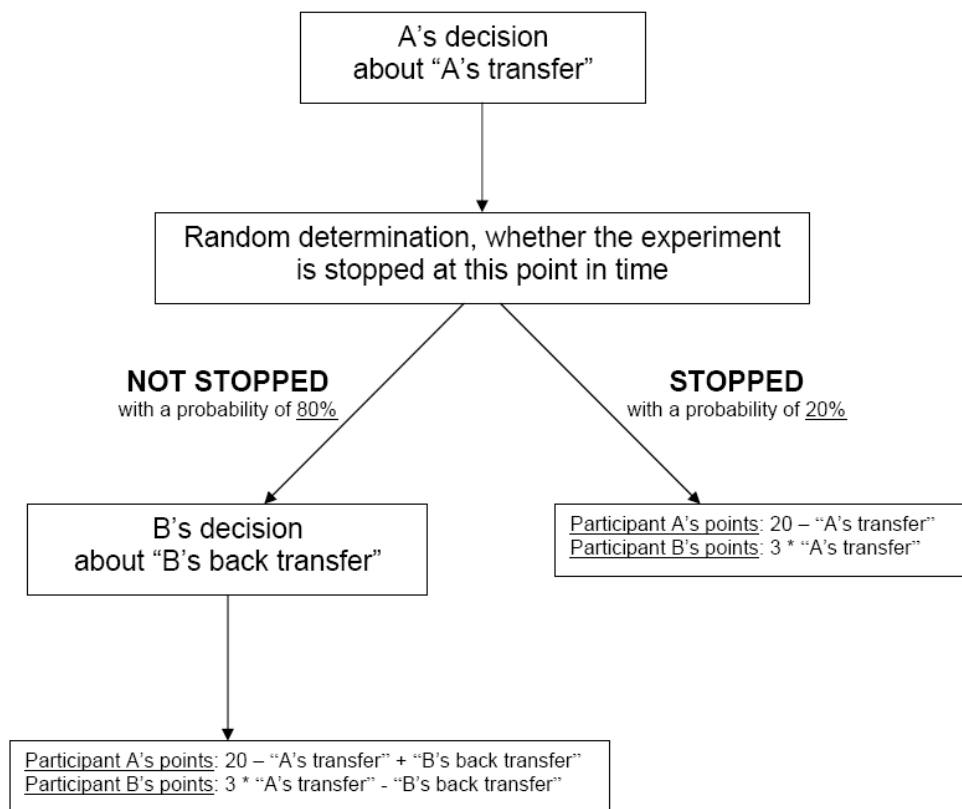 A's decision
about “A's transfer”
Random determination, whether the experiment
is stopped at this point in time
NOT STOPPED
with a probability of 80%
STOPPED
with a probability of 20%
B's decision
about “B's back transfer”
Participant A's points: 20 – “A's transfer”
Participant B's points: 3 * “A's transfer”
Participant A's points: 20 – “A's transfer” + “B's back transfer”
Participant B's points: 3 * “A's transfer” - “B's back transfer”